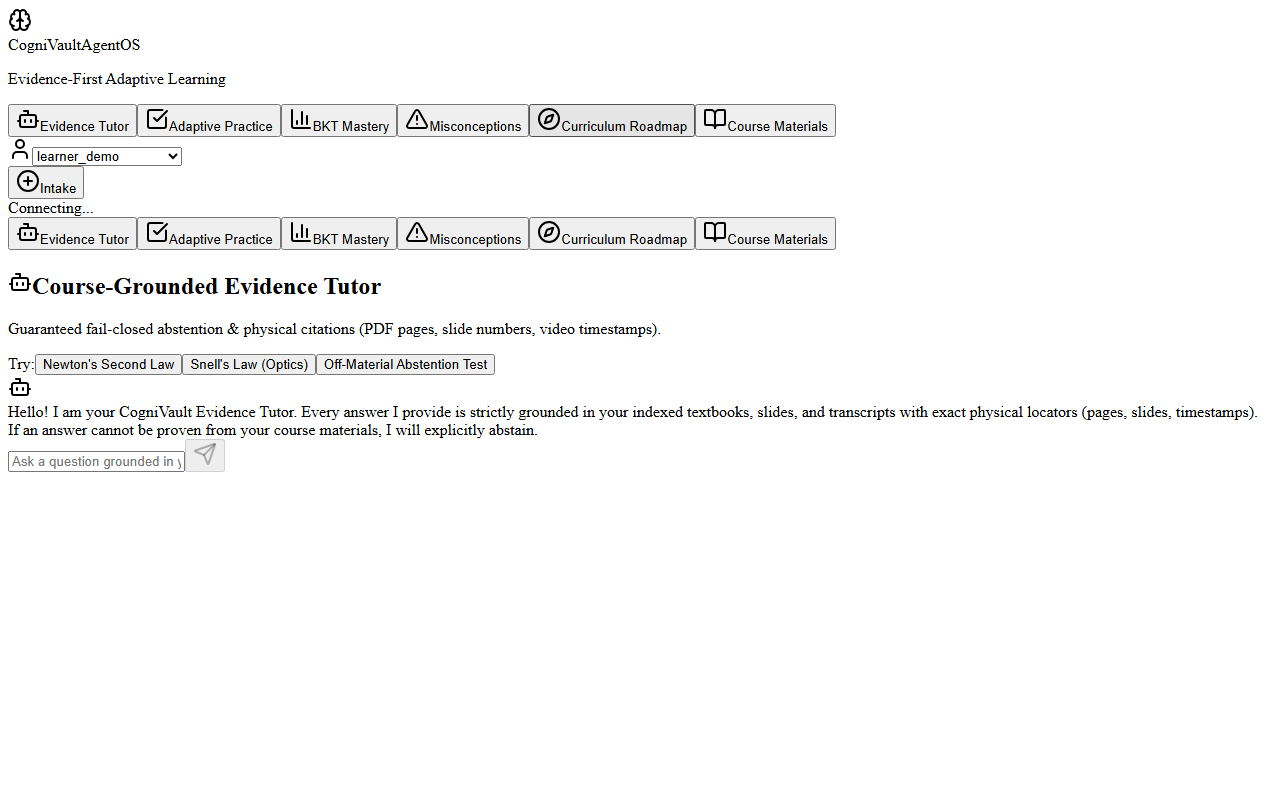 CogniVaultAgentOS
Evidence-First Adaptive Learning
Evidence Tutor Adaptive Practice BKT Mastery Misconceptions Curriculum Roadmap Course Materials
learner_demo
Intake
Connecting...
Evidence Tutor Adaptive Practice BKT Mastery Misconceptions Curriculum Roadmap Course Materials
Course-Grounded Evidence Tutor
Guaranteed fail-closed abstention & physical citations (PDF pages, slide numbers, video timestamps).
Try: Newton's Second Law Snell's Law (Optics) Off-Material Abstention Test
Hello! I am your CogniVault Evidence Tutor. Every answer I provide is strictly grounded in your indexed textbooks, slides, and transcripts with exact physical locators (pages, slides, timestamps).
If an answer cannot be proven from your course materials, I will explicitly abstain.
Ask a question grounded in